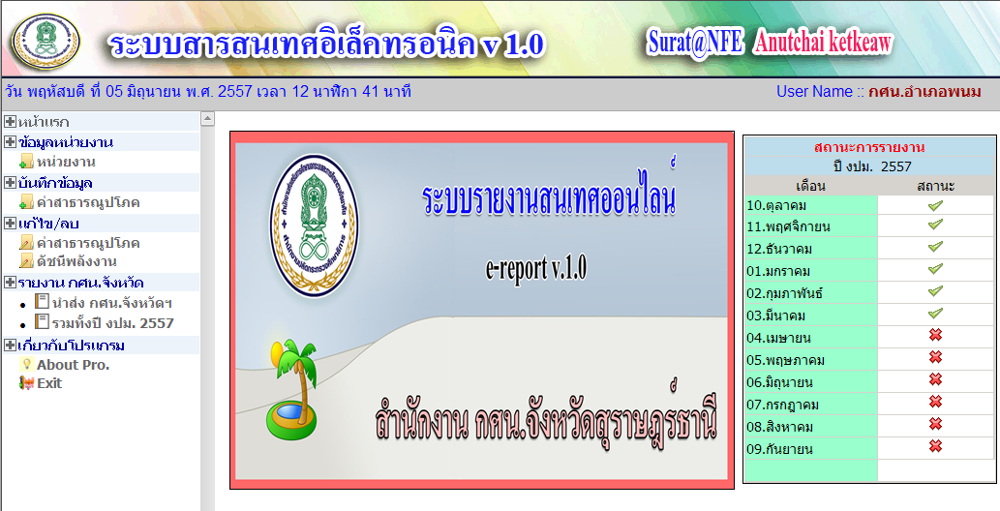 ระบบสารสนเทศอิเล็คทรอนิค v 1.0
Surat@NFE Anutchai ketkeaw
วัน พฤหัสบดี ที่ 05 มิถุนายน พ.ศ. 2557 เวลา 12 นาฬิกา 41 นาที
User Name :: กศน.อำเภอพนม
หน้าแรก
ข้อมูลหน่วยงาน
หน่วยงาน
บันทึกข้อมูล
ค่าสาธารณูปโภค
แก้ไข/ลบ
ค่าสาธารณูปโภค
ดัชนีพลังงาน
รายงาน กศน.จังหวัด
นำส่ง กศน.จังหวัดฯ
รวมทั้งปี งปม. 2557
เกี่ยวกับโปรแกรม
About Pro.
Exit
ระบบรายงานสนเทศออนไลน์
e-report v.1.0
สำนักงาน กศน.จังหวัดสุราษฎร์ธานี
สถานะการรายงาน
ปี งปม. 2557
เดือน สถานะ
10.ตุลาคม
11.พฤศจิกายน
12.ธันวาคม
01.มกราคม
02.กุมภาพันธ์
03.มีนาคม
04.เมษายน
05.พฤษภาคม
06.มิถุนายน
07.กรกฎาคม
08.สิงหาคม
09.กันยายน